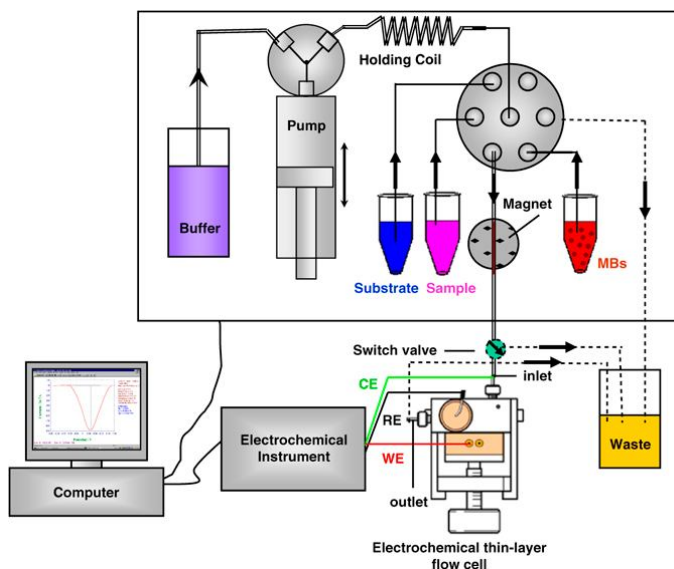 Holding Coil
Pump
Buffer
Magnet
Substrate
Sample
MBs
Switch valve
inlet
CE
RE
WE
Electrochemical
Instrument
Waste
Computer
outlet
Electrochemical thin-layer
flow cell